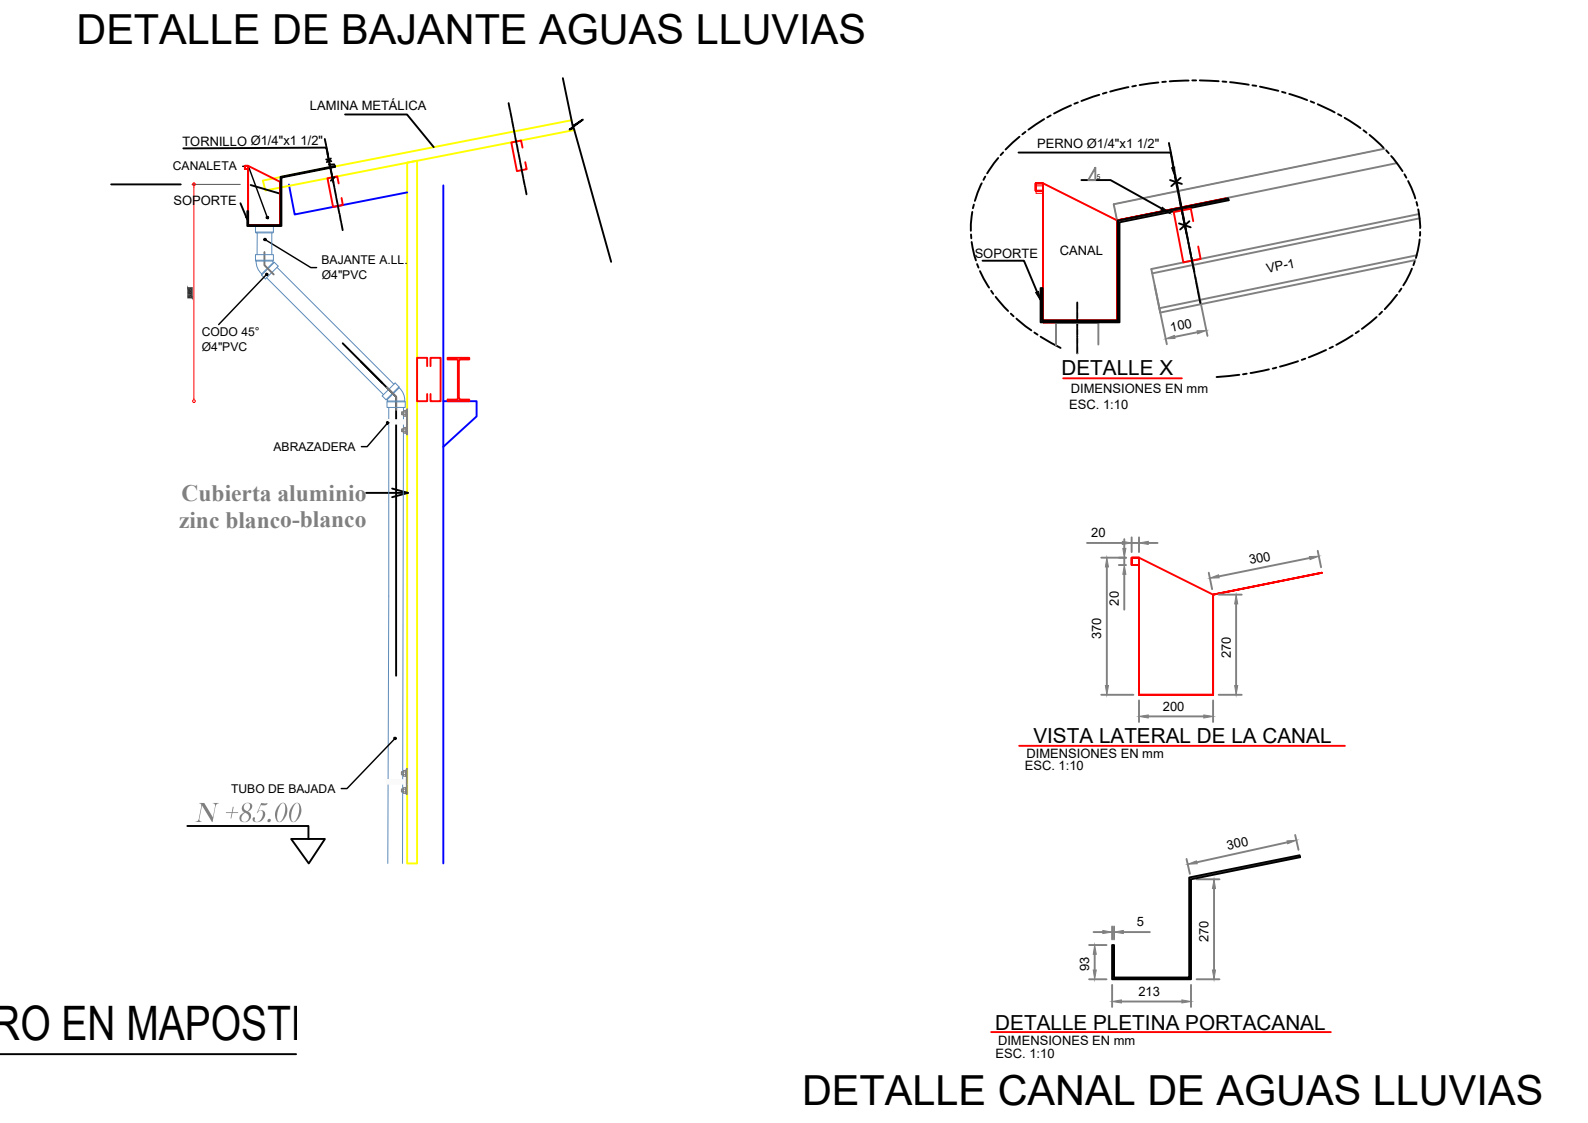 DETALLE DE BAJANTE AGUAS LLUVIAS
LAMINA METÁLICA
TORNILLO Ø1/4"x1 1/2"
CANALETA
SOPORTE
BAJANTE A.LL.
Ø4"PVC
CODO 45°
Ø4"PVC
ABRAZADERA
Cubierta aluminio
zinc blanco-blanco
TUBO DE BAJADA
N +85.00
RO EN MAPOSTI
PERNO Ø1/4"x1 1/2"
5
SOPORTE
CANAL
VP-1
100
DETALLE X
DIMENSIONES EN mm
ESC. 1:10
20
300
20
370
270
200
VISTA LATERAL DE LA CANAL
DIMENSIONES EN mm
ESC. 1:10
300
5
270
93
213
DETALLE PLETINA PORTACANAL
DIMENSIONES EN mm
ESC. 1:10
DETALLE CANAL DE AGUAS LLUVIAS